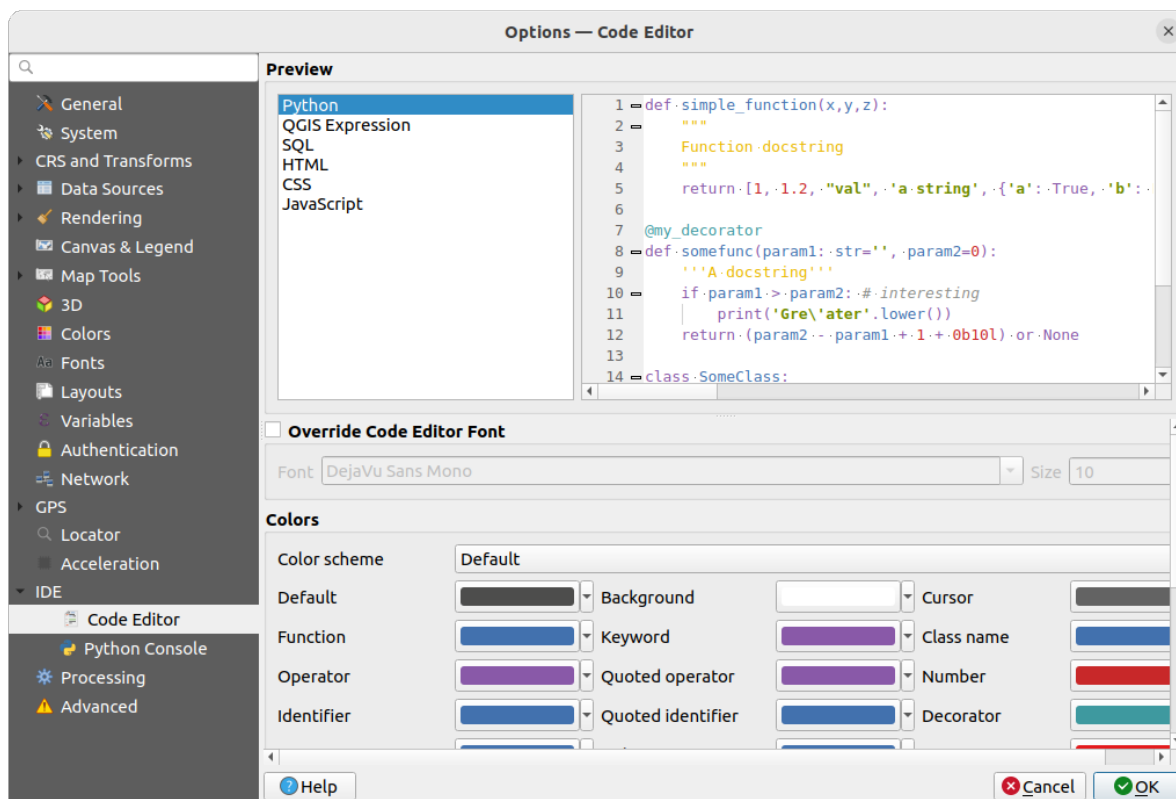 Options — Code Editor
General
System
CRS and Transforms
Data Sources
Rendering
Canvas & Legend
Map Tools
3D
Colors
Fonts
Layouts
Variables
Authentication
Network
GPS
Locator
Acceleration
IDE
Code Editor
Python Console
Processing
Advanced
Preview
Python
QGIS Expression
SQL
HTML
CSS
JavaScript
1 def simple_function(x,y,z):
2 """
3 Function docstring
4 """
5 return [1, 1.2, "val", 'a string', {'a': True, 'b':
6
7 @my_decorator
8 def somefunc(param1: str='', param2=0):
9 '''A docstring'''
10 if param1 > param2: # interesting
11 print('Gre\'ater'.lower())
12 return (param2 - param1 + 1 + 0b10l) or None
13
14 class SomeClass:
Override Code Editor Font
Font DejaVu Sans Mono Size 10
Colors
Color scheme Default
Default Background Cursor
Function Keyword Class name
Operator Quoted operator Number
Identifier Quoted identifier Decorator
Help Cancel OK